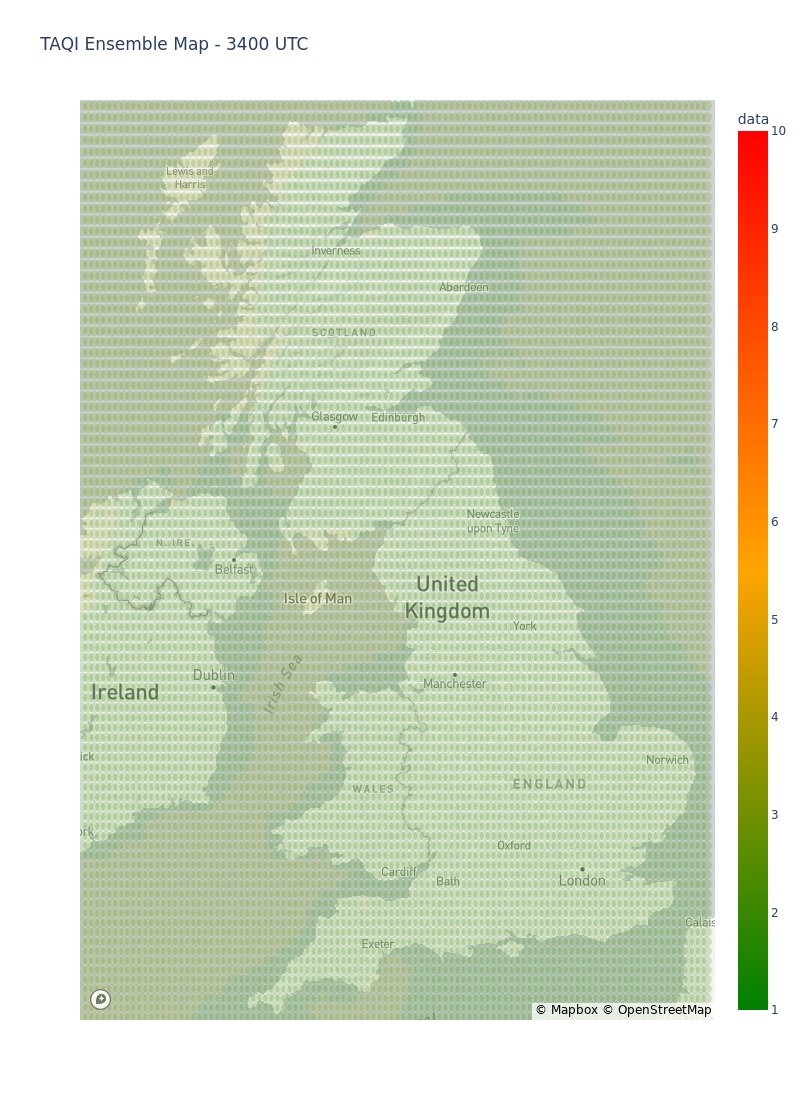 TAQI Ensemble Map - 3400 UTC
data
10
9
8
7
6
5
4
3
2
1
Lewis and
Harris
Inverness
Aberdeen
SCOTLAND
Glasgow
Edinburgh
Newcastle
upon Tyne
N. IRE.
Belfast
Isle of Man
United
Kingdom
York
Irish Sea
Dublin
Manchester
Ireland
Norwich
ick
WALES
ENGLAND
ork
Oxford
Cardiff
Bath
London
Calais
Exeter
© Mapbox © OpenStreetMap